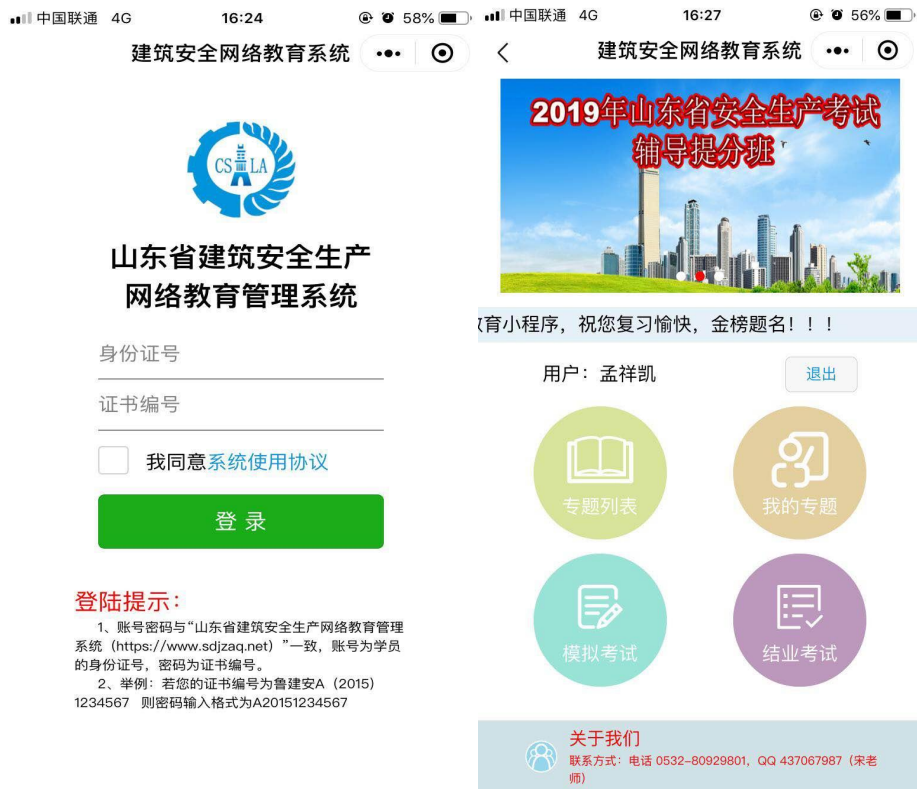 中国联通 4G 16:24 58%
建筑安全网络教育系统
CSLA
山东省建筑安全生产
网络教育管理系统
身份证号
证书编号
我同意系统使用协议
登录
登陆提示：
1、账号密码与“山东省建筑安全生产网络教育管理
系统（https://www.sdjzaq.net）”一致，账号为学员
的身份证号，密码为证书编号。
2、举例：若您的证书编号为鲁建安A（2015）
1234567 则密码输入格式为A20151234567
中国联通 4G 16:27 56%
建筑安全网络教育系统
2019年山东省安全生产考试
辅导提分班
育小程序，祝您复习愉快，金榜题名！！！
用户：孟祥凯
退出
专题列表
我的专题
模拟考试
结业考试
关于我们
联系方式：电话 0532-80929801，QQ 437067987（宋老
师）